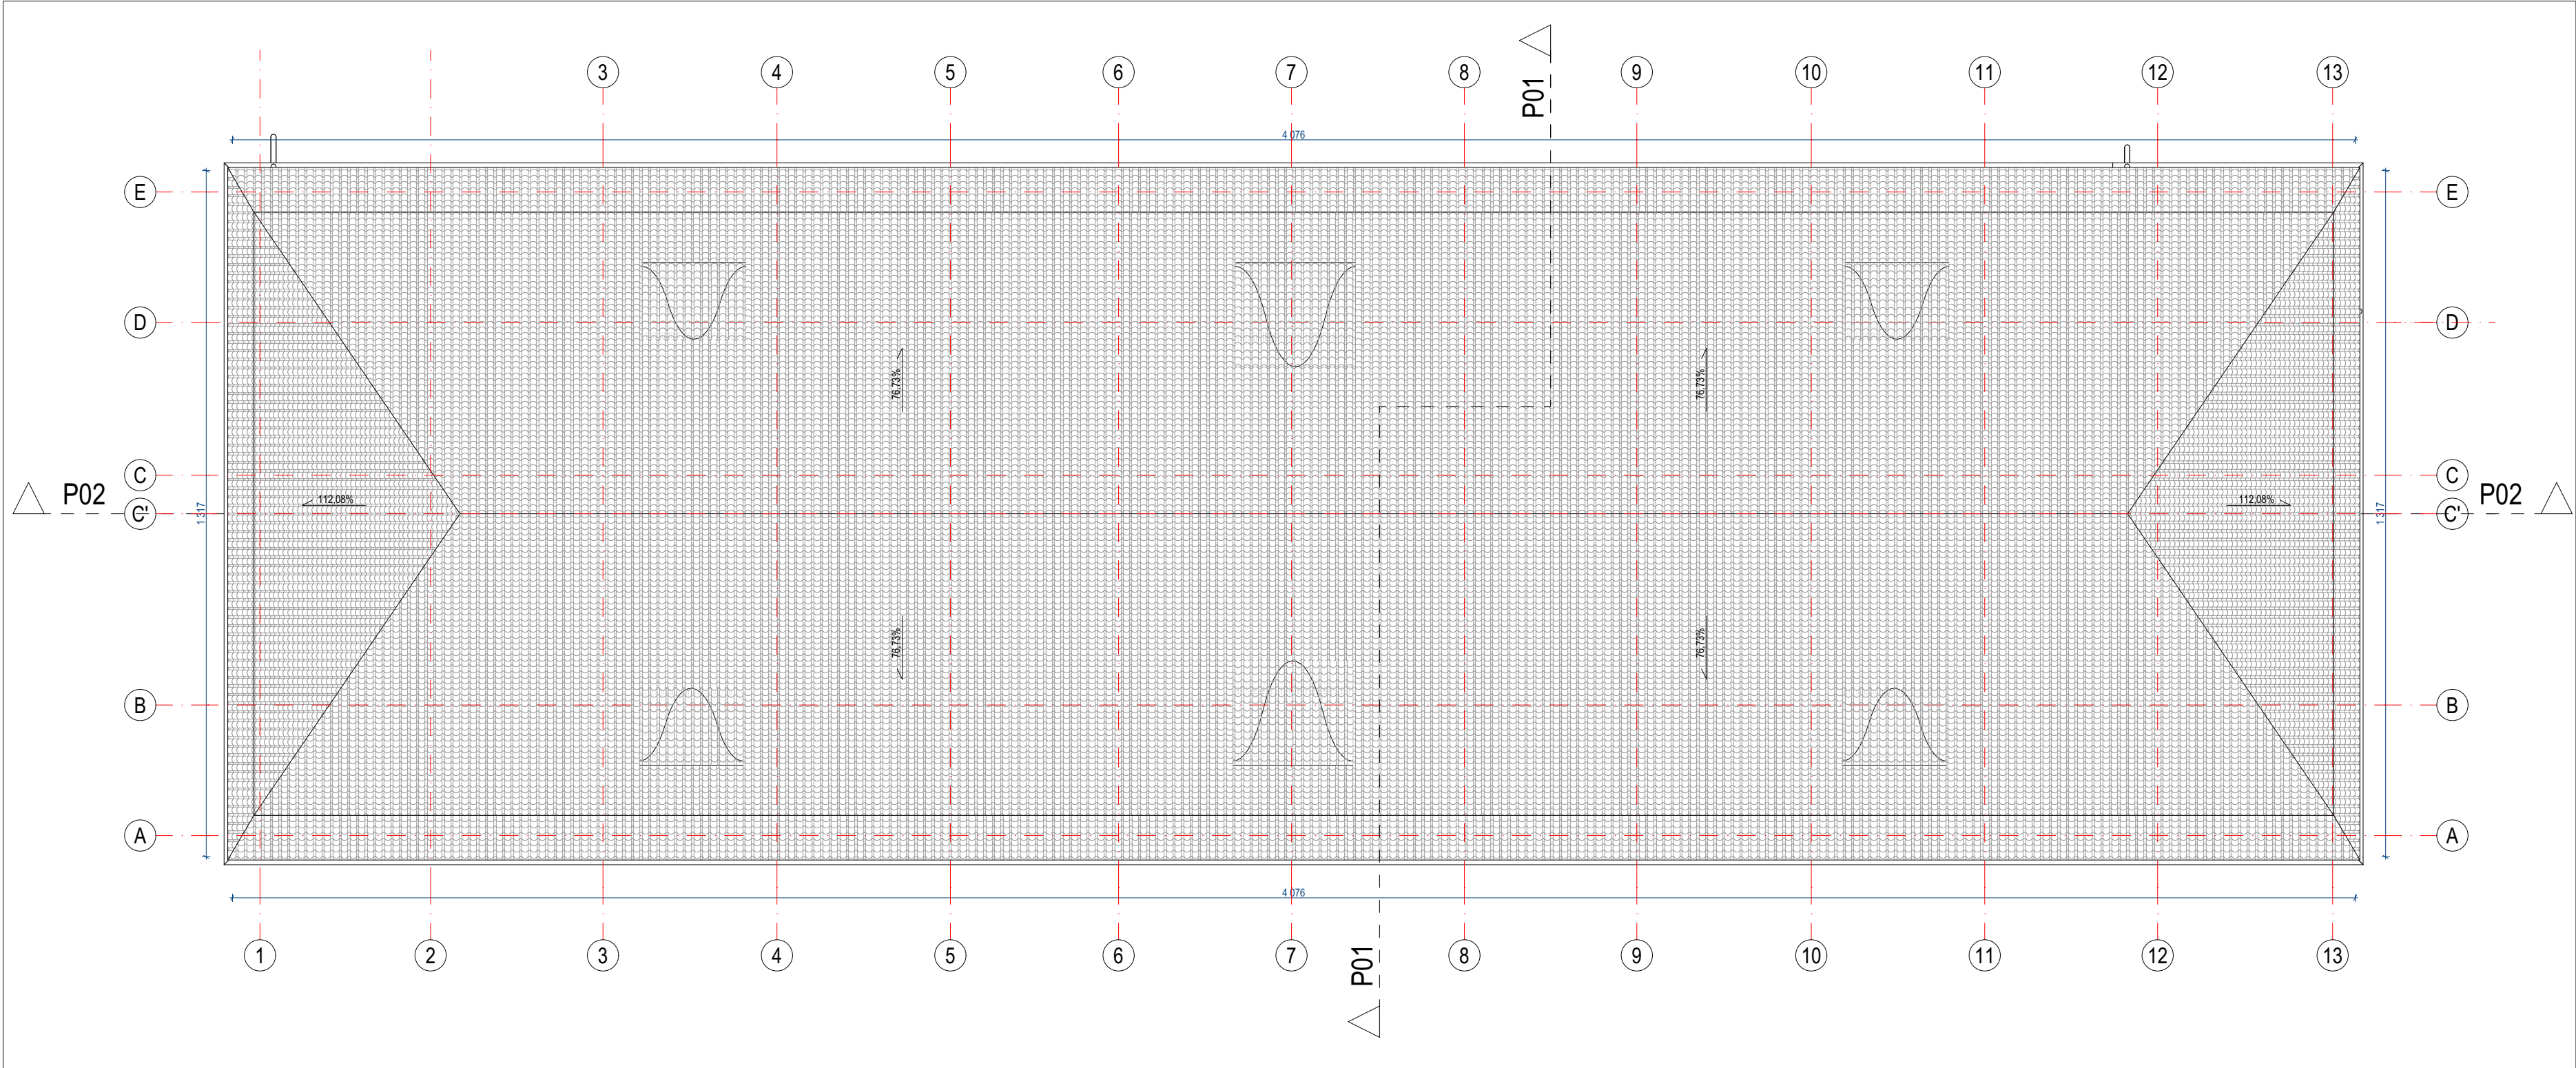 P01
3 4 5 6 7 8 9 10 11 12 13
4 076
E E
D D
76,73% 76,73%
C C
P02 112,08% 112,08% P02
C' C'
1 317 1 317
76,73% 76,73%
B B
A A
4 076
1 2 3 4 5 6 7 8 9 10 11 12 13
P01